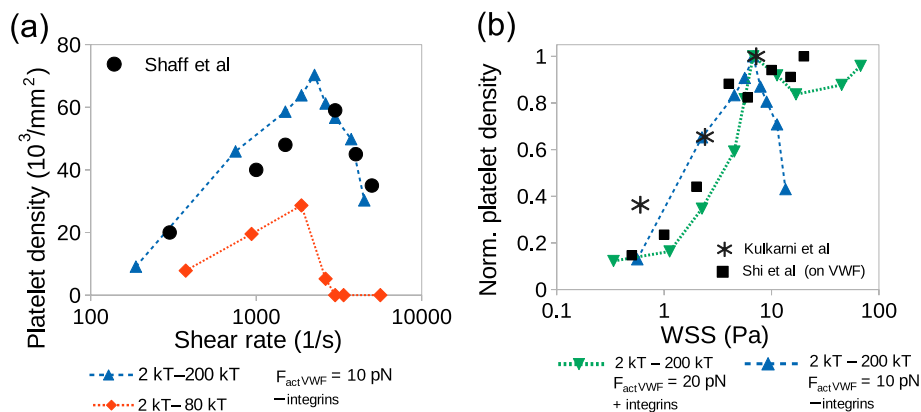 (a)
80
60
40
20
0
Platelet density (10³/mm²)
Shaff et al
100 1000 10000
Shear rate (1/s)
2 kT–200 kT
2 kT–80 kT
F_actVWF = 10 pN
–integrins
(b)
1
0.8
0.6
0.4
0.2
0
Norm. platelet density
Kulkarni et al
Shi et al (on VWF)
0.1 1 10 100
WSS (Pa)
2 kT – 200 kT
F_actVWF = 20 pN
+ integrins
2 kT – 200 kT
F_actVWF = 10 pN
–integrins